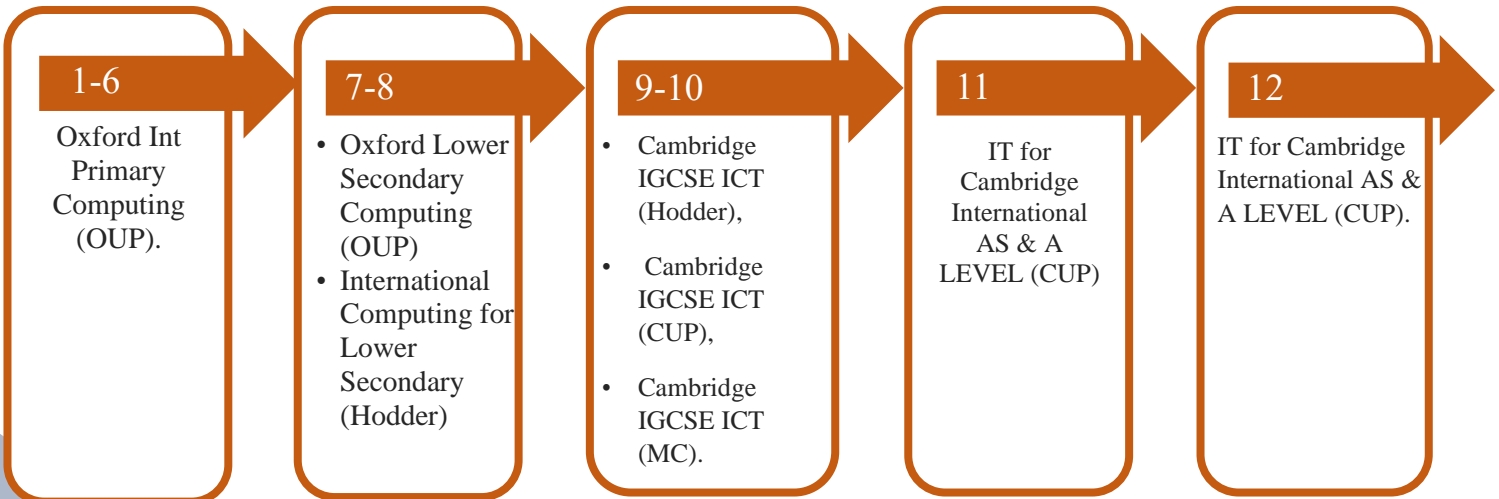 1-6
Oxford Int
Primary
Computing
(OUP).
7-8
• Oxford Lower
Secondary
Computing
(OUP)
• International
Computing for
Lower
Secondary
(Hodder)
9-10
• Cambridge
IGCSE ICT
(Hodder),
• Cambridge
IGCSE ICT
(CUP),
• Cambridge
IGCSE ICT
(MC).
11
IT for
Cambridge
International
AS & A
LEVEL (CUP)
12
IT for Cambridge
International AS &
A LEVEL (CUP).